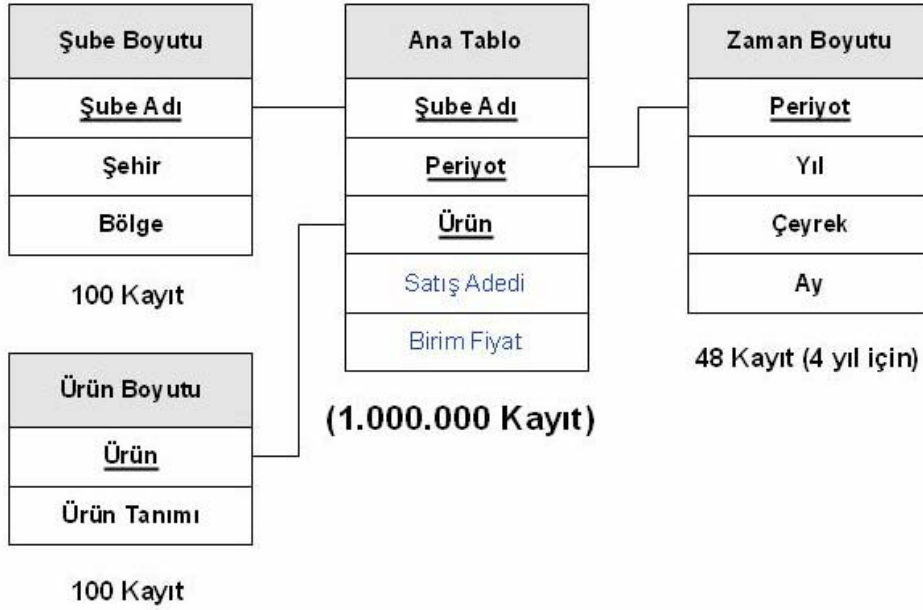 Şube Boyutu
Şube Adı
Şehir
Bölge
100 Kayıt
Ürün Boyutu
Ürün
Ürün Tanımı
100 Kayıt
Ana Tablo
Şube Adı
Periyot
Ürün
Satış Adedi
Birim Fiyat
(1.000.000 Kayıt)
Zaman Boyutu
Periyot
Yıl
Çeyrek
Ay
48 Kayıt (4 yıl için)